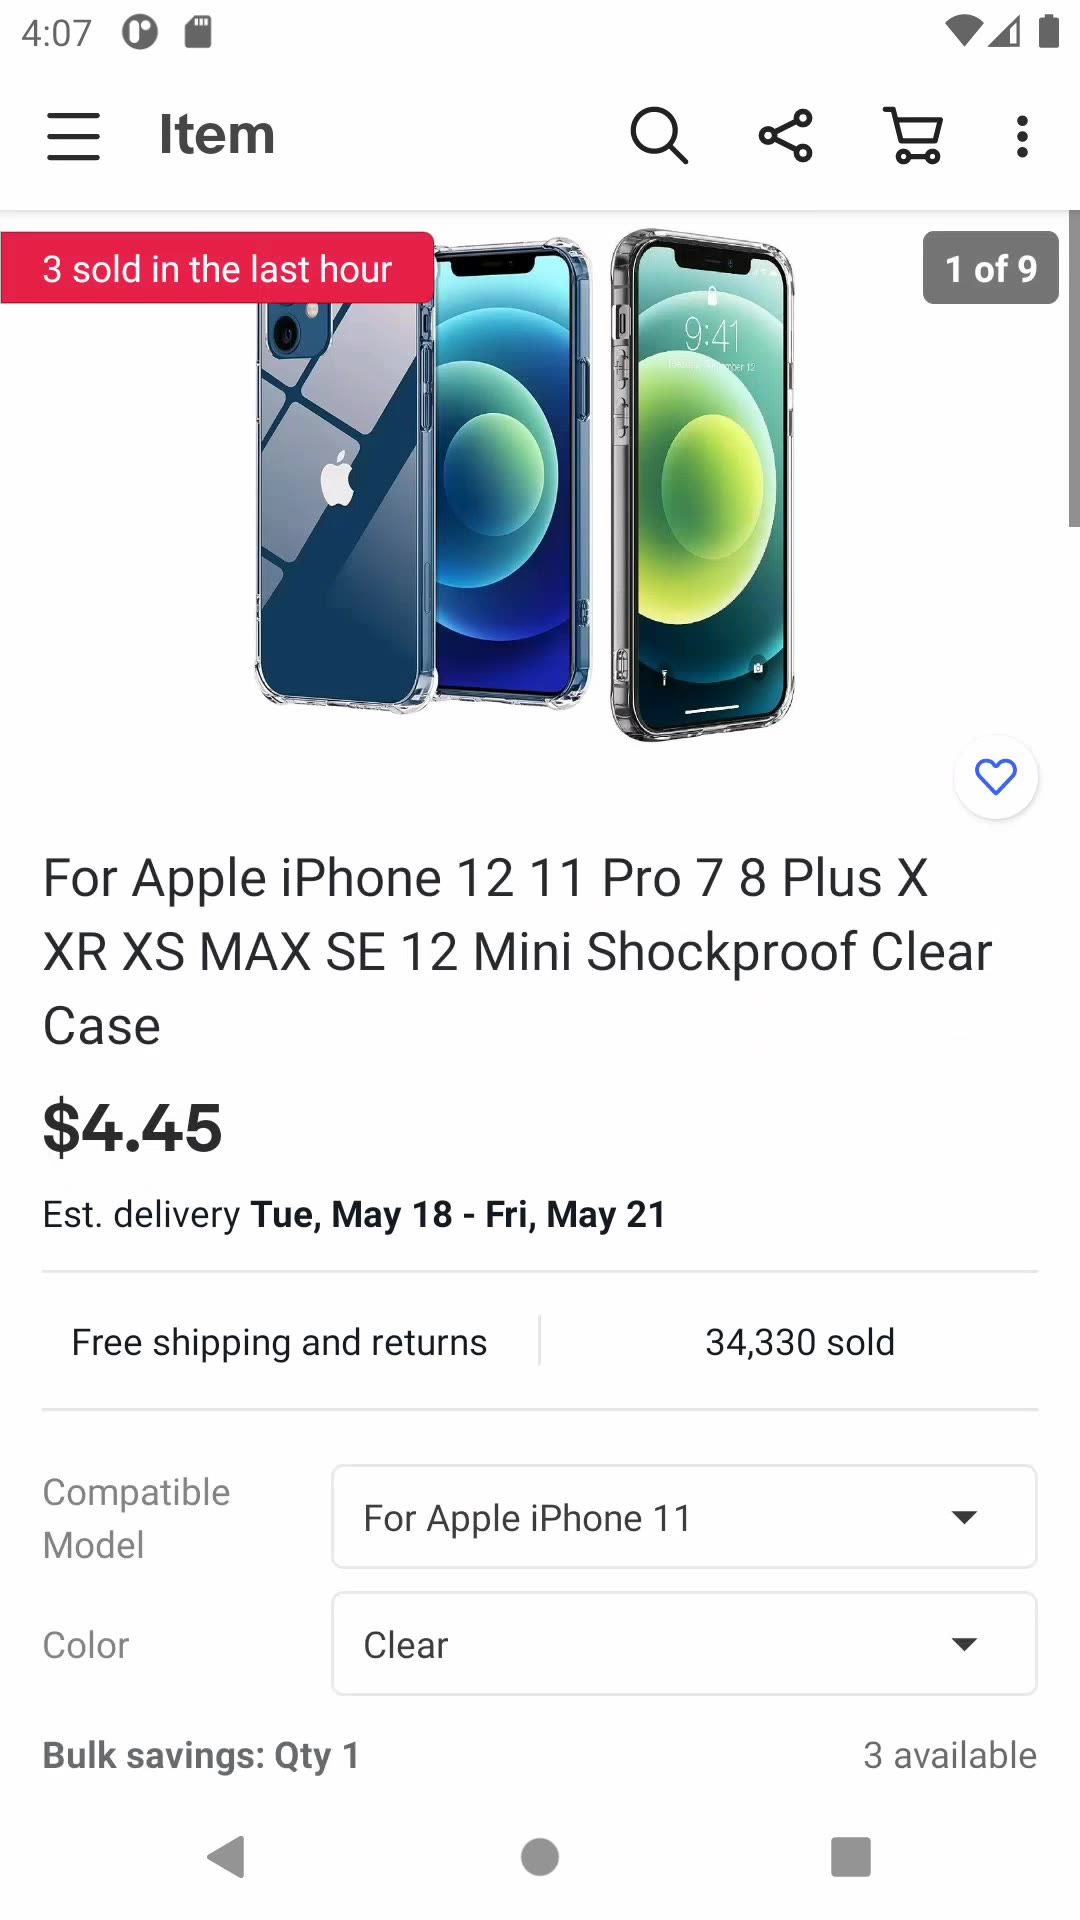 4:07
Item
3 sold in the last hour
1 of 9
9:41
For Apple iPhone 12 11 Pro 7 8 Plus X
XR XS MAX SE 12 Mini Shockproof Clear
Case
$4.45
Est. delivery Tue, May 18 - Fri, May 21
Free shipping and returns
34,330 sold
Compatible
Model
For Apple iPhone 11
Color
Clear
Bulk savings: Qty 1
3 available